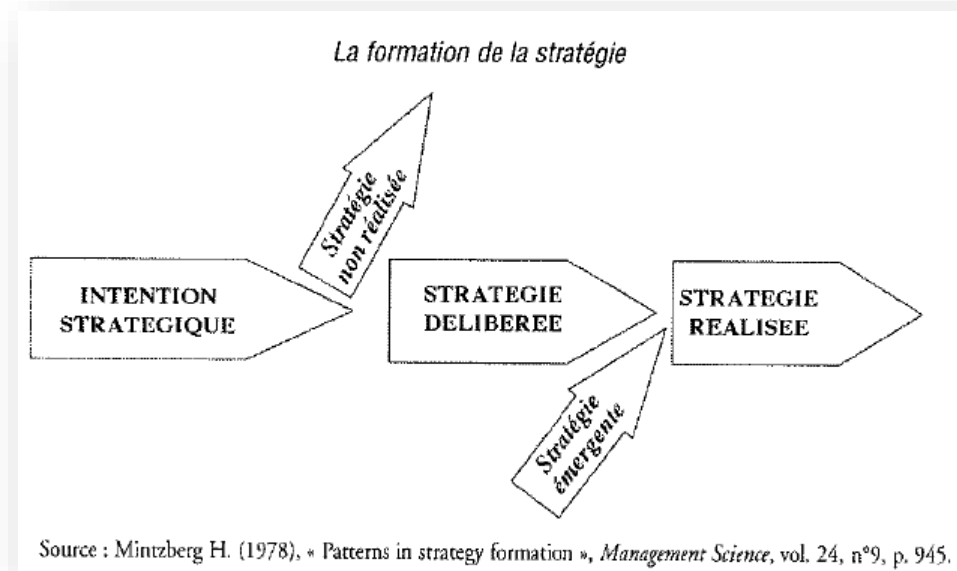 La formation de la stratégie
Stratégie
non réalisée
INTENTION
STRATEGIQUE
STRATEGIE
DELIBEREE
STRATEGIE
REALISEE
Stratégie
émergente
Source : Mintzberg H. (1978), « Patterns in strategy formation », Management Science, vol. 24, n°9, p. 945.